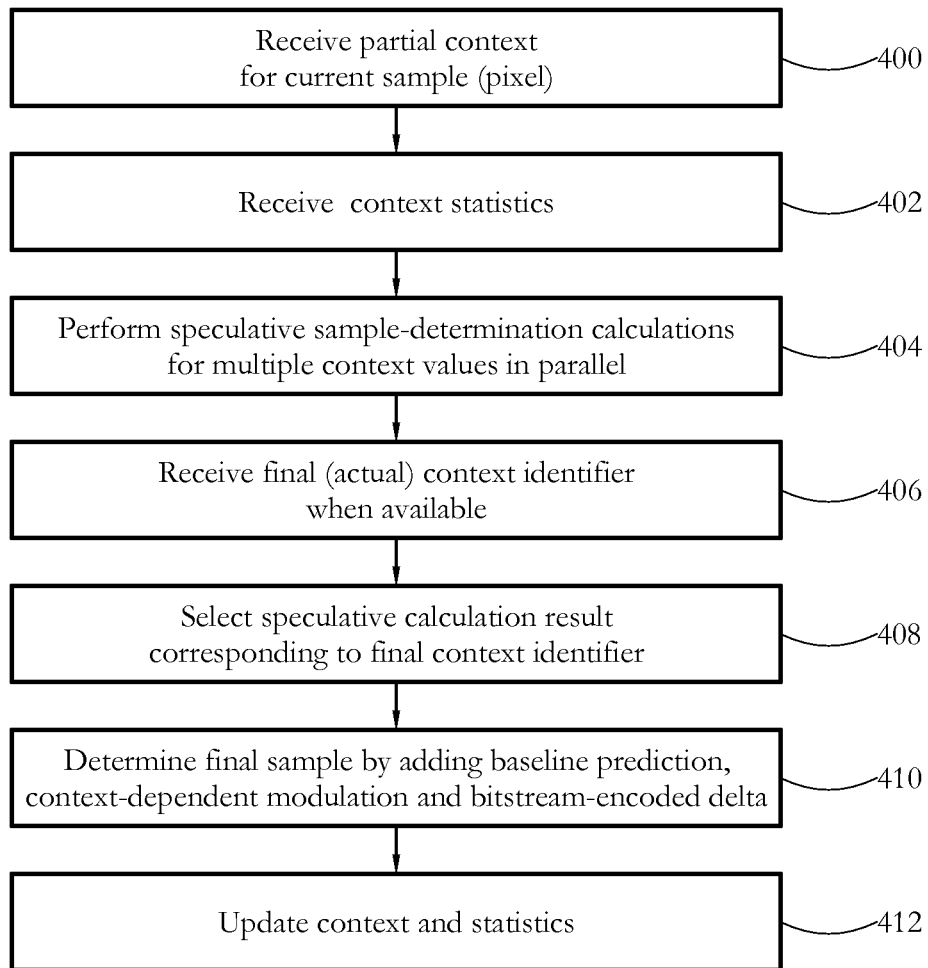 Receive partial context
for current sample (pixel)
400
Receive context statistics
402
Perform speculative sample-determination calculations
for multiple context values in parallel
404
Receive final (actual) context identifier
when available
406
Select speculative calculation result
corresponding to final context identifier
408
Determine final sample by adding baseline prediction,
context-dependent modulation and bitstream-encoded delta
410
Update context and statistics
412